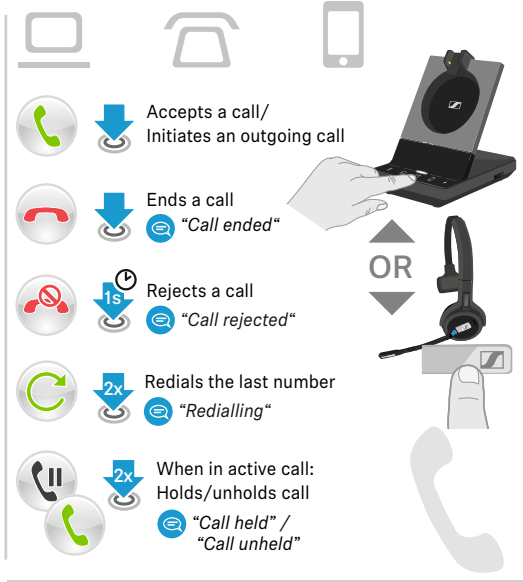 Accepts a call/
Initiates an outgoing call
Ends a call
“Call ended“
OR
1s
Rejects a call
“Call rejected“
2x
Redials the last number
“Redialling“
2x
When in active call:
Holds/unholds call
“Call held” /
“Call unheld”